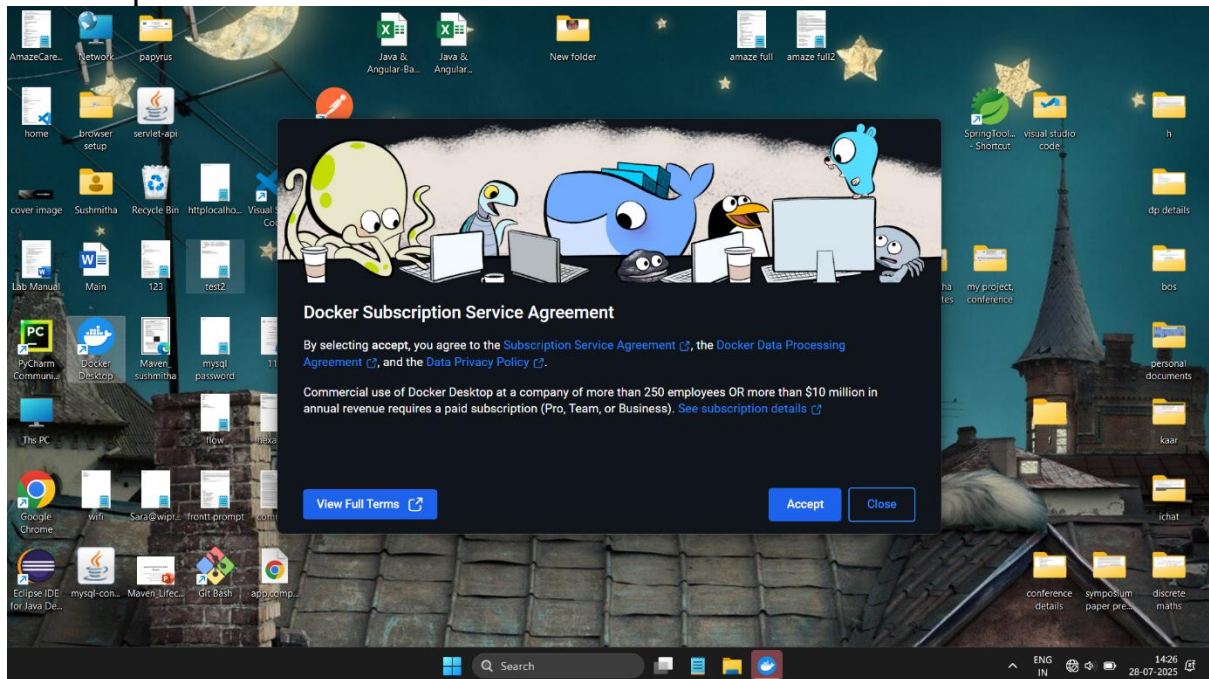 AmazeCare...
Network
papyrus
Java &
Angular-Ba...
Java &
Angular...
New folder
amaze full
amaze full2
home
browser
setup
servlet-api
SpringTool...
- Shortcut
visual studio
code
h
cover image
Sushmitha
Recycle Bin
httplocalho...
Visual S
Co
dp details
Lab Manual
Main
123
test2
my project,
conference
bos
Docker Subscription Service Agreement
By selecting accept, you agree to the Subscription Service Agreement, the Docker Data Processing
Agreement, and the Data Privacy Policy.
Commercial use of Docker Desktop at a company of more than 250 employees OR more than $10 million in
annual revenue requires a paid subscription (Pro, Team, or Business). See subscription details
PC
PyCharm
Communi...
Docker
Desktop
Maven_
sushmitha
mysql
password
11
personal
documents
This PC
flow
hexa
kaar
View Full Terms
Accept
Close
Google
Chrome
wifi
Sara@wipr...
frontt prompt
ichat
Eclipse IDE
for Java De...
mysql-con...
Maven_Lifec...
Git Bash
app.comp...
conference
details
symposium
paper pre...
discrete
maths
Search
ENG
IN
14:26
28-07-2025